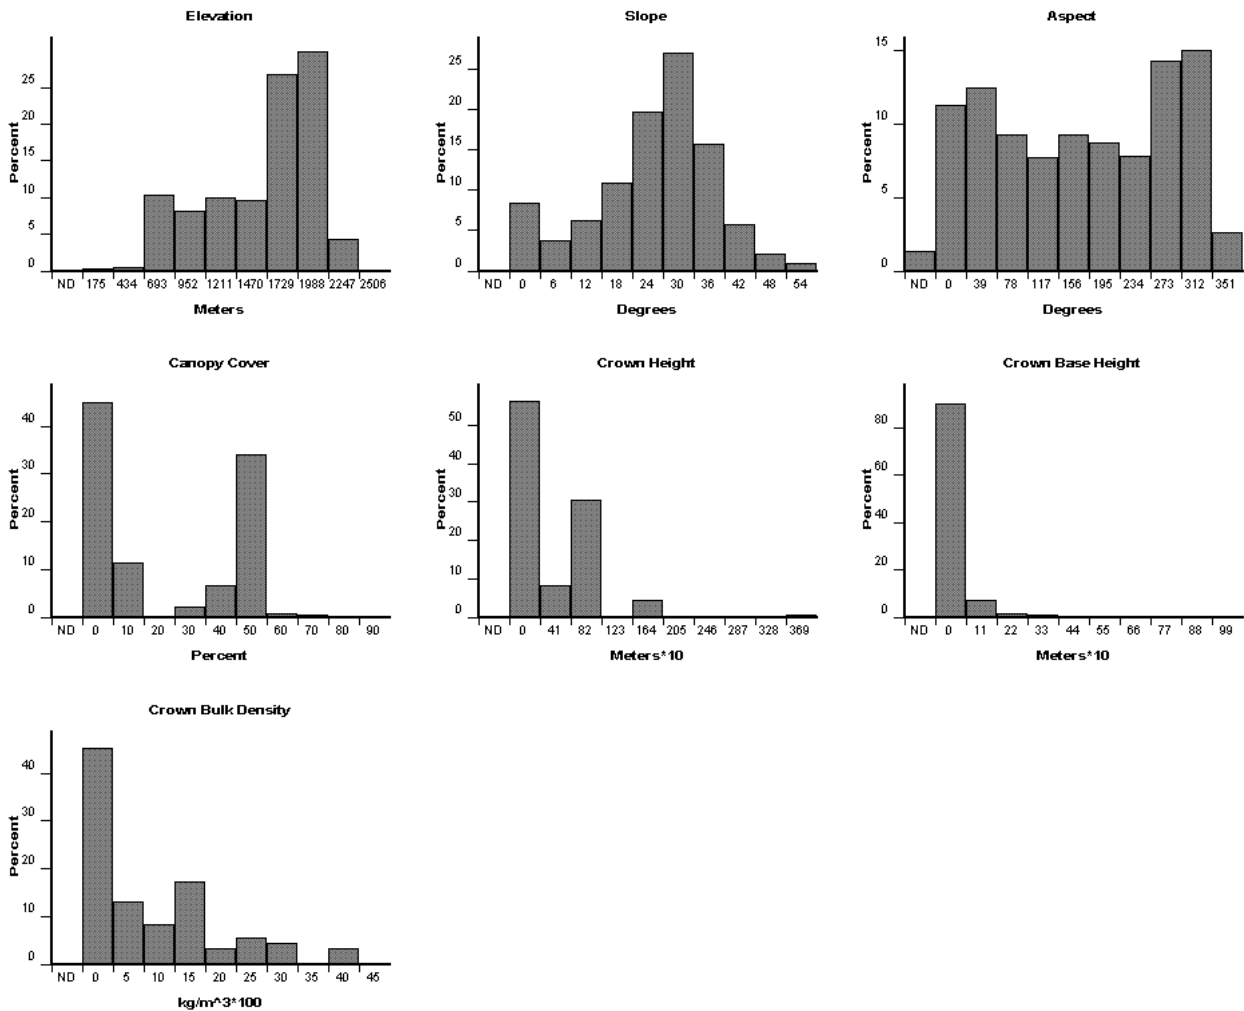 Elevation
Percent
25
20
15
10
5
0
ND 175 434 693 952 1211 1470 1729 1988 2247 2506
Meters
Slope
Percent
25
20
15
10
5
0
ND 0 6 12 18 24 30 36 42 48 54
Degrees
Aspect
Percent
15
10
5
0
ND 0 39 78 117 156 195 234 273 312 351
Degrees
Canopy Cover
Percent
40
30
20
10
0
ND 0 10 20 30 40 50 60 70 80 90
Percent
Crown Height
Percent
50
40
30
20
10
0
ND 0 41 82 123 164 205 246 287 328 369
Meters*10
Crown Base Height
Percent
80
60
40
20
0
ND 0 11 22 33 44 55 66 77 88 99
Meters*10
Crown Bulk Density
Percent
40
30
20
10
0
ND 0 5 10 15 20 25 30 35 40 45
kg/m^3*100